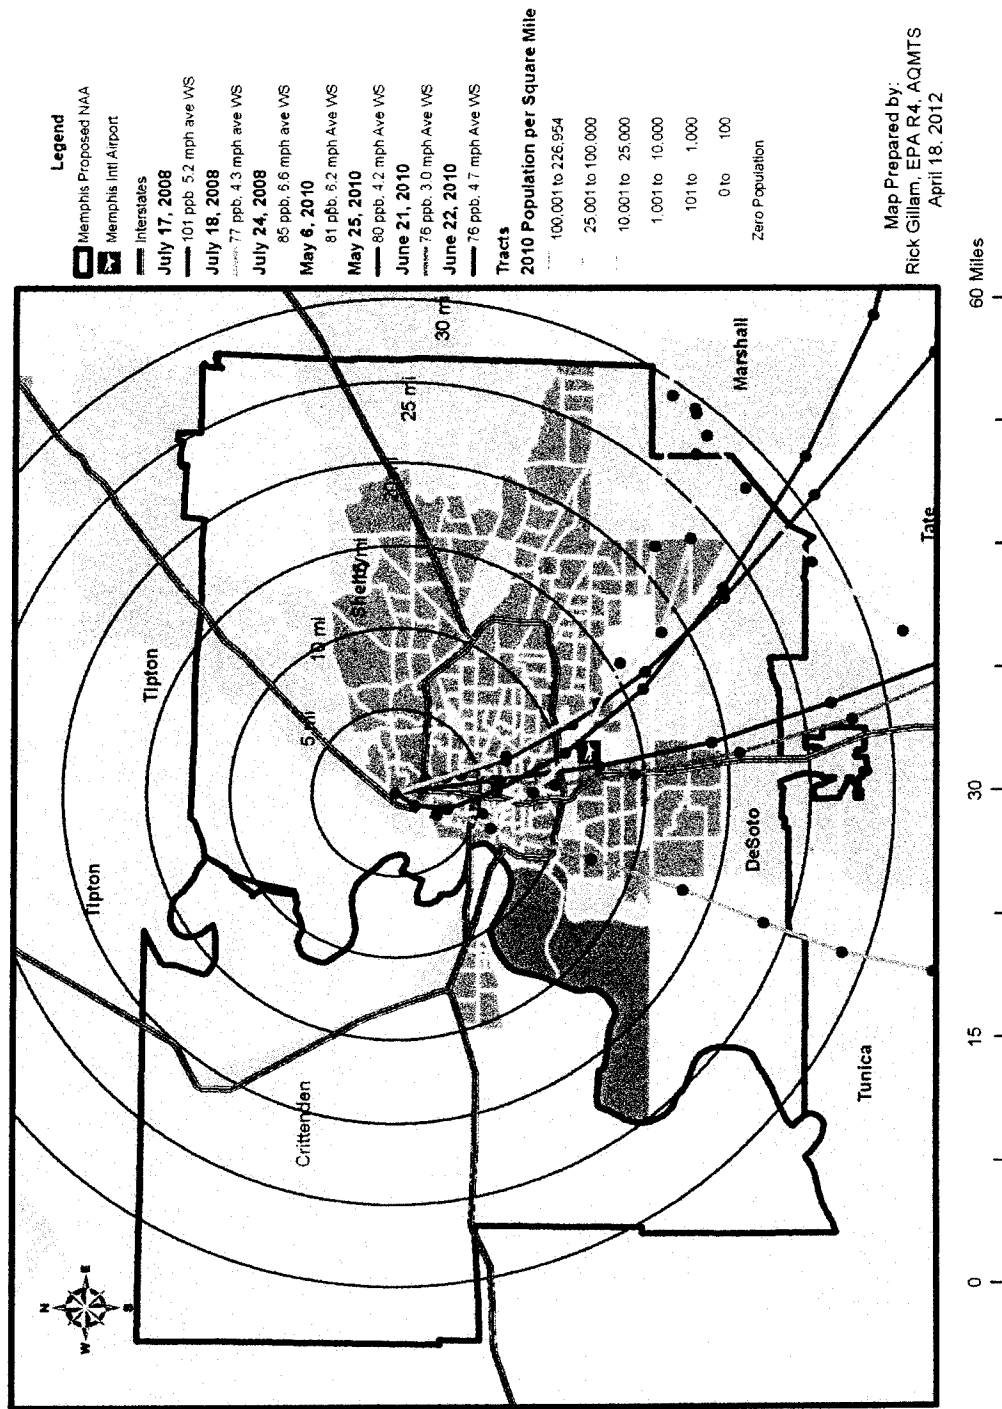 N
W
E
S
Tipton
Tipton
Crittenden
Shelby
5 mi
10 mi
mi
25 mi
30 mi
Marshall
Tate
DeSoto
Tunica
0
15
30
60 Miles
Legend
Memphis Proposed NAA
Memphis Intl Airport
Interstates
July 17, 2008
101 ppb. 5.2 mph ave WS
July 18, 2008
77 ppb. 4.3 mph ave WS
July 24, 2008
85 ppb. 6.6 mph ave WS
May 6, 2010
81 ppb. 6.2 mph Ave WS
May 25, 2010
80 ppb. 4.2 mph Ave WS
June 21, 2010
76 ppb. 3.0 mph Ave WS
June 22, 2010
76 ppb. 4.7 mph Ave WS
Tracts
2010 Population per Square Mile
100.001 to 226.954
25.001 to 100.000
10.001 to 25.000
1.001 to 10.000
101 to 1.000
0 to 100
Zero Population
Map Prepared by:
Rick Gillam, EPA R4, AQMTS
April 18, 2012